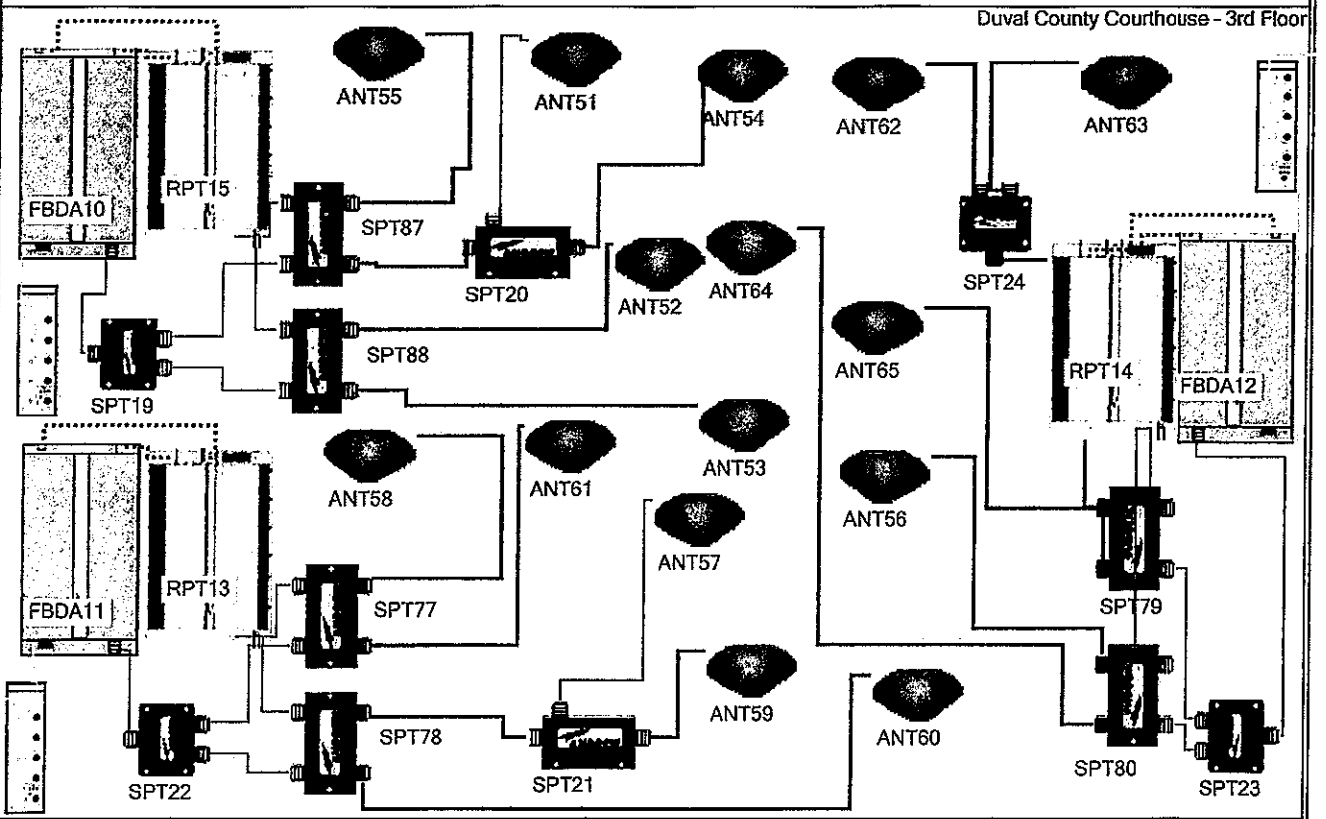 Duval County Courthouse - 3rd Floor
ANT55
ANT51
ANT54
ANT62
ANT63
RPT15
FBDA10
SPT87
SPT20
ANT52
ANT64
SPT24
SPT88
SPT19
ANT65
RPT14
FBDA12
ANT53
ANT58
ANT61
ANT56
ANT57
RPT13
FBDA11
SPT77
SPT79
ANT59
ANT60
SPT78
SPT21
SPT22
SPT80
SPT23